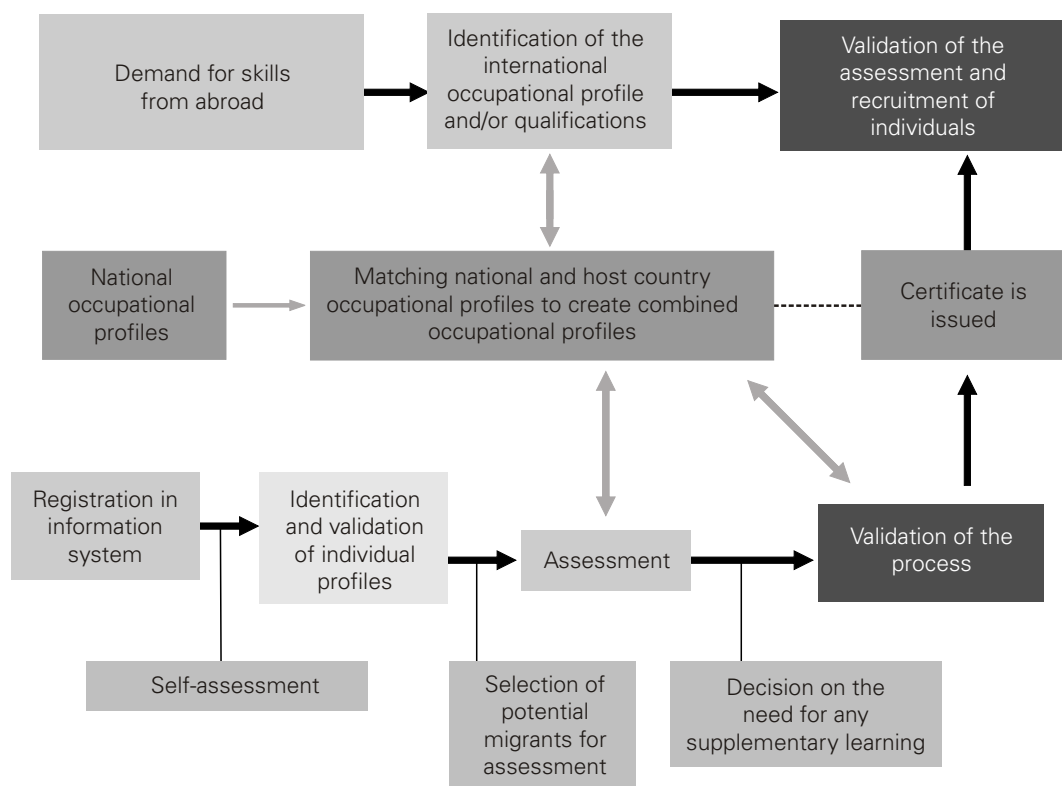 Demand for skills
from abroad
Identification of the
international
occupational profile
and/or qualifications
Validation of the
assessment and
recruitment of
individuals
National
occupational
profiles
Matching national and host country
occupational profiles to create combined
occupational profiles
Certificate is
issued
Registration in
information
system
Identification
and validation
of individual
profiles
Assessment
Validation of the
process
Self-assessment
Selection of
potential
migrants for
assessment
Decision on the
need for any
supplementary learning